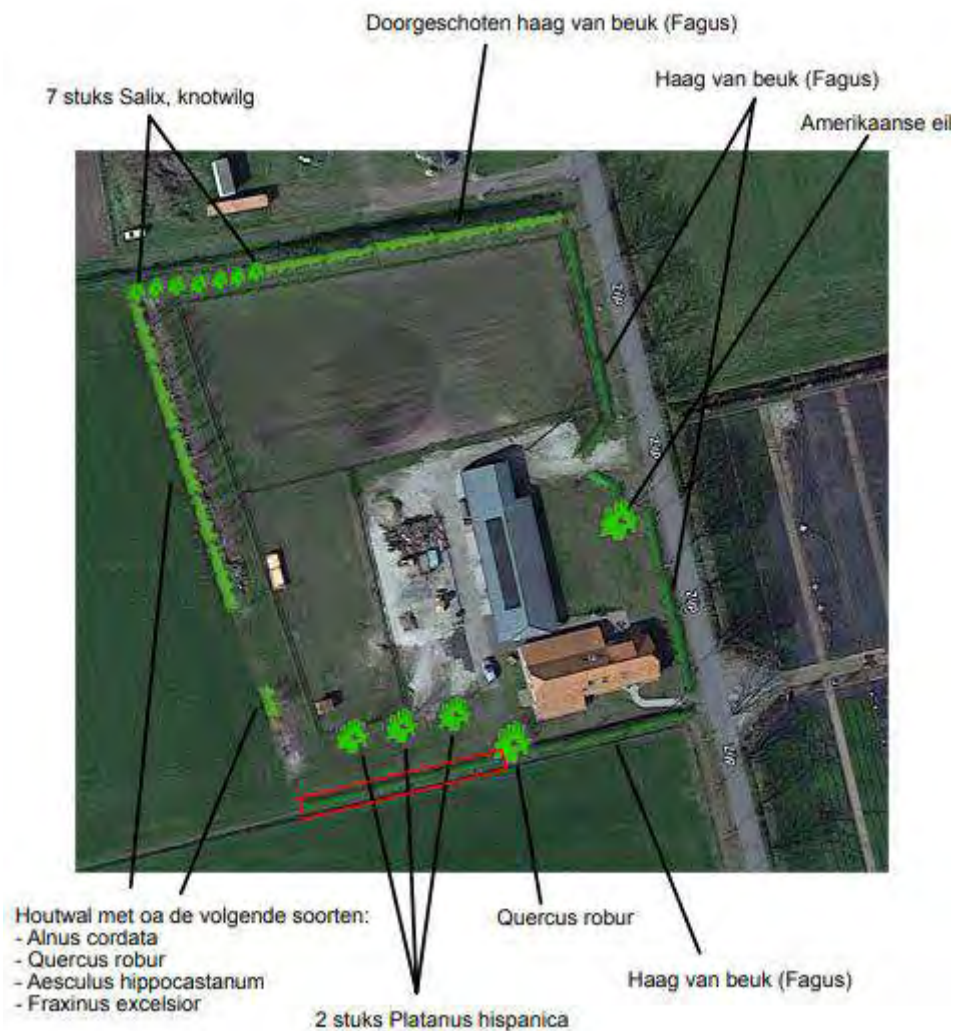 Doorgeschoten haag van beuk (Fagus)
Haag van beuk (Fagus)
7 stuks Salix, knotwilg
Amerikaanse eil
Houtwal met oa de volgende soorten:
- Alnus cordata
- Quercus robur
- Aesculus hippocastanum
- Fraxinus excelsior
Quercus robur
Haag van beuk (Fagus)
2 stuks Platanus hispanica